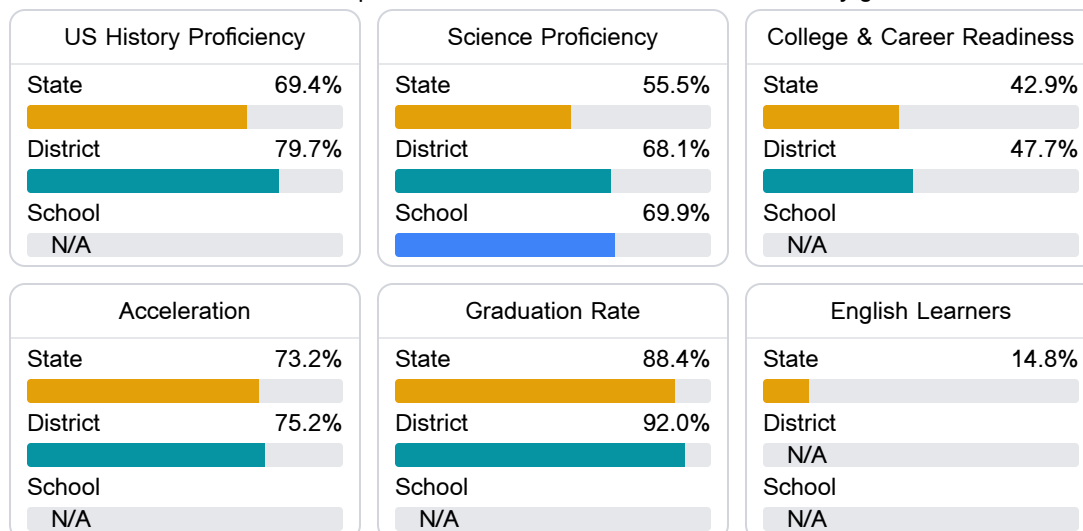 US History Proficiency
State 69.4%
District 79.7%
School
N/A
Science Proficiency
State 55.5%
District 68.1%
School 69.9%
College & Career Readiness
State 42.9%
District 47.7%
School
N/A
Acceleration
State 73.2%
District 75.2%
School
N/A
Graduation Rate
State 88.4%
District 92.0%
School
N/A
English Learners
State 14.8%
District
N/A
School
N/A